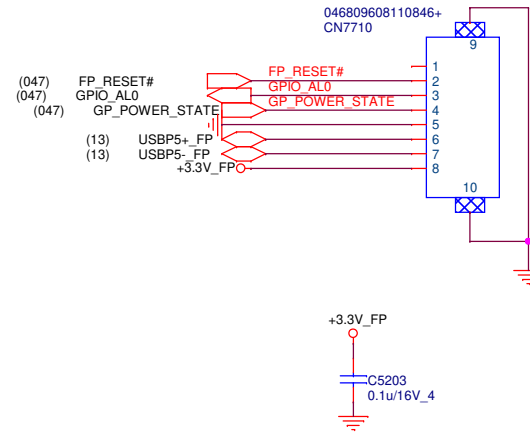 046809608110846+
CN7710
9
1
FP_RESET#
(047) FP_RESET# 2
GPIO_AL0
(047) GPIO_AL0 3
GP_POWER_STATE
(047) GP_POWER_STATE 4
5
(13) USBP5+_FP 6
(13) USBP5-_FP 7
+3.3V_FP 8
10
+3.3V_FP
C5203
0.1u/16V_4